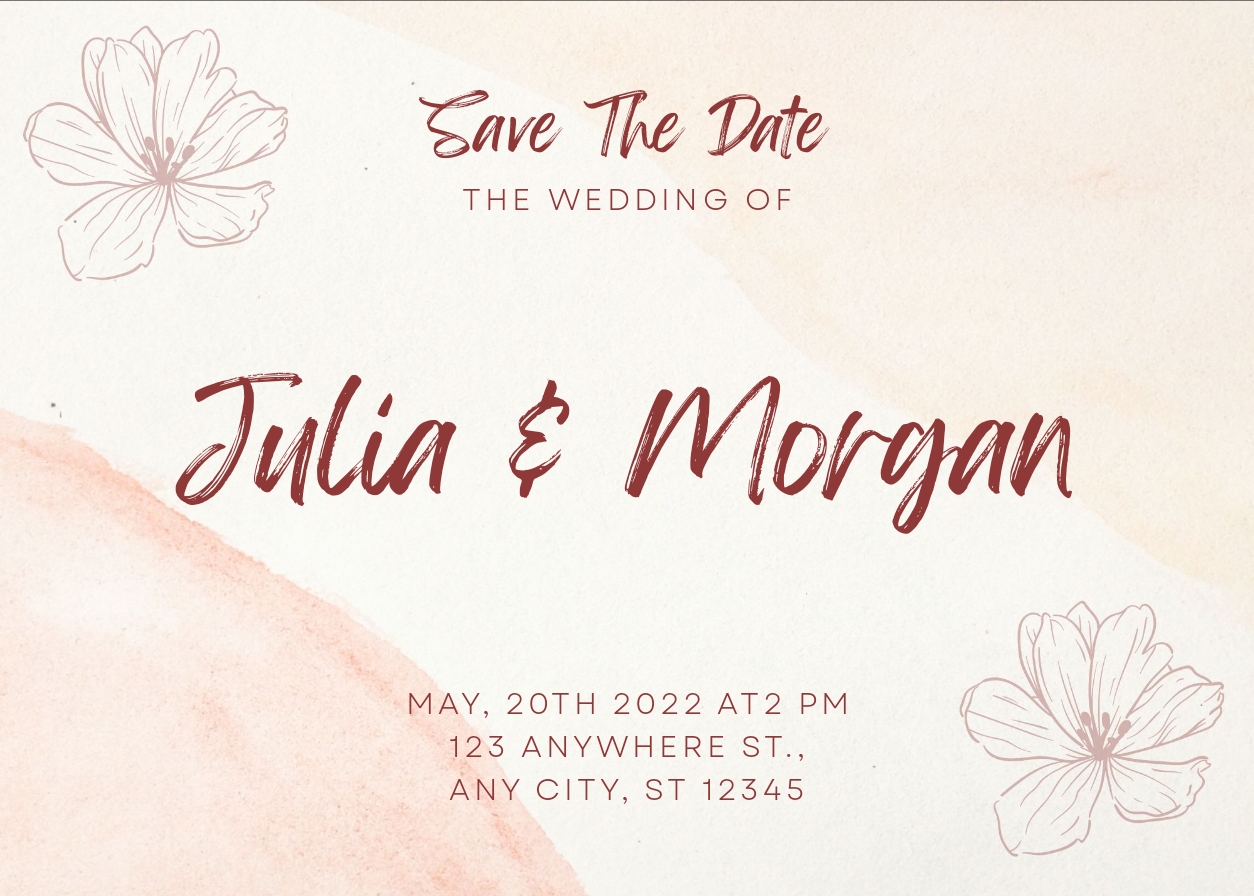 Save The Date
THE WEDDING OF
Julia & Morgan
MAY, 20TH 2022 AT2 PM
123 ANYWHERE ST.,
ANY CITY, ST 12345